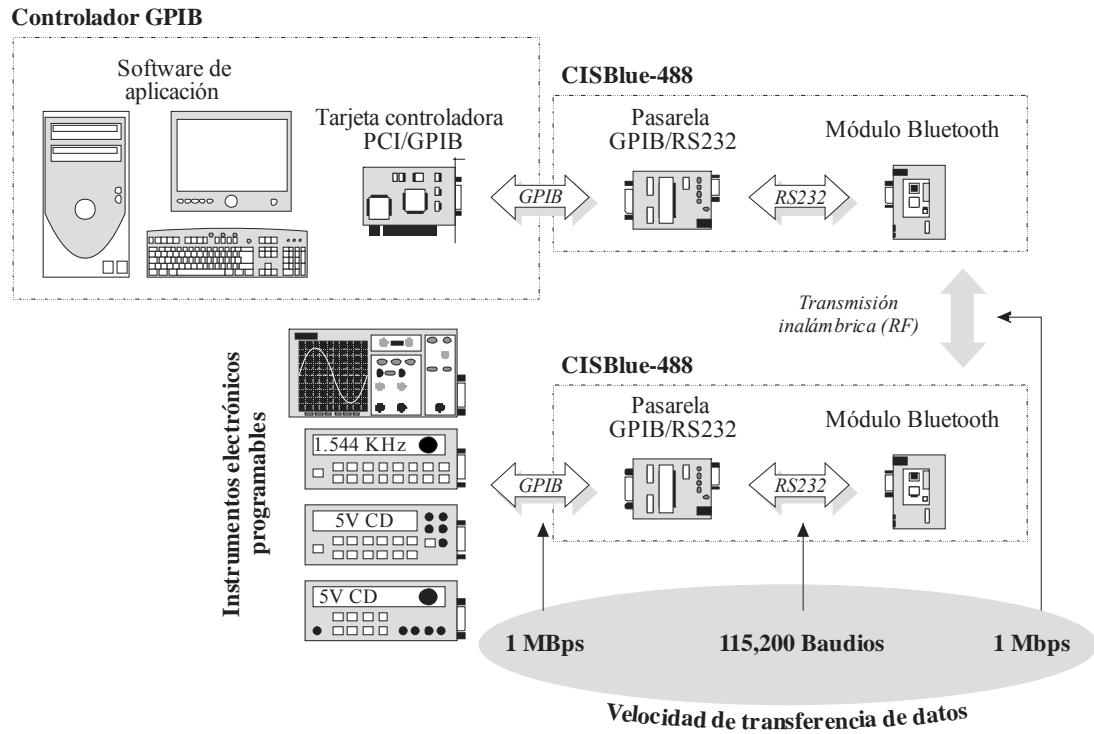 Controlador GPIB
Software de
aplicación
Tarjeta controladora
PCI/GPIB
GPIB
CISBlue-488
Pasarela
GPIB/RS232
RS232
Módulo Bluetooth
Transmisión
inalámbrica (RF)
Instrumentos electrónicos
programables
1.544 KHz
5V CD
5V CD
GPIB
CISBlue-488
Pasarela
GPIB/RS232
RS232
Módulo Bluetooth
1 MBps
115,200 Baudios
1 Mbps
Velocidad de transferencia de datos